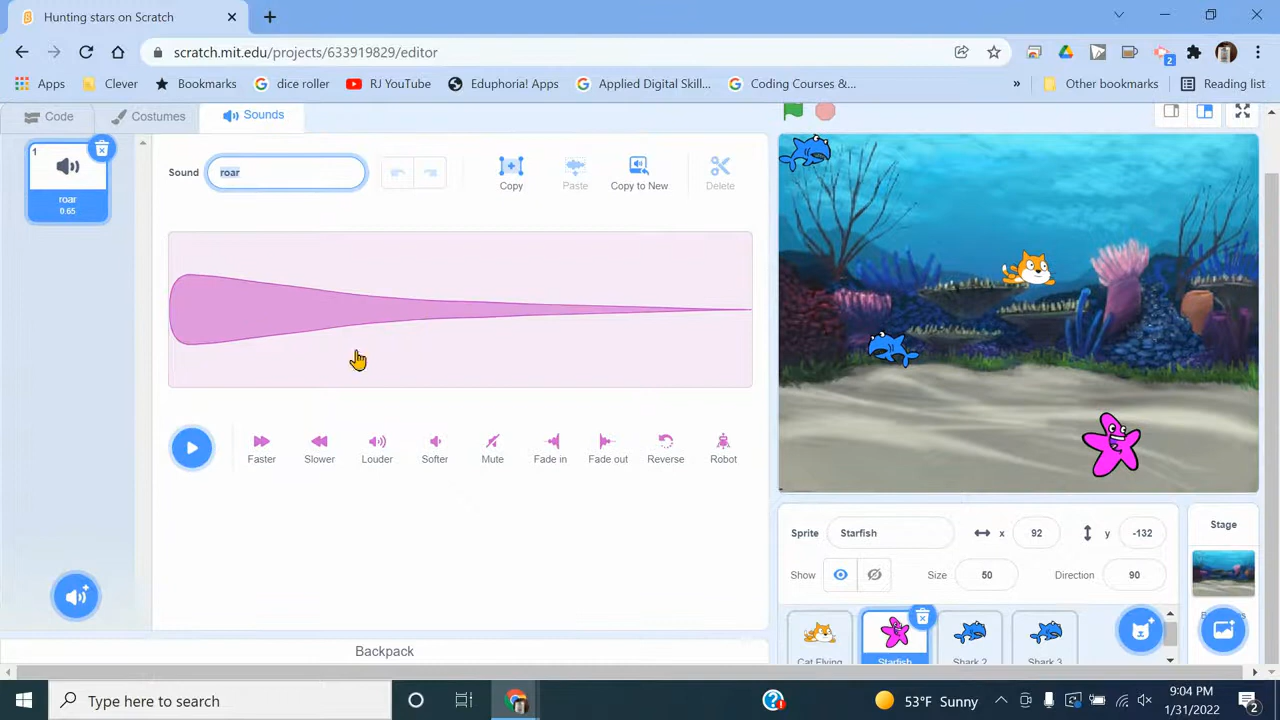 Hunting stars on Scratch
scratch.mit.edu/projects/633919829/editor
2
Apps
Clever
Bookmarks
dice roller
RJ YouTube
Eduphoria! Apps
Applied Digital Skil...
Coding Courses &...
»
Other bookmarks
Reading list
Code
Costumes
Sounds
1
roar
0.65
Sound
roar
Copy
Paste
Copy to New
Delete
Faster
Slower
Louder
Softer
Mute
Fade in
Fade out
Reverse
Robot
Sprite
Starfish
x
92
y
-132
Show
Size
50
Direction
90
Stage
Cat Flying
Starfish
Shark 2
Shark 3
Backpack
Type here to search
53°F Sunny
9:04 PM
1/31/2022
2